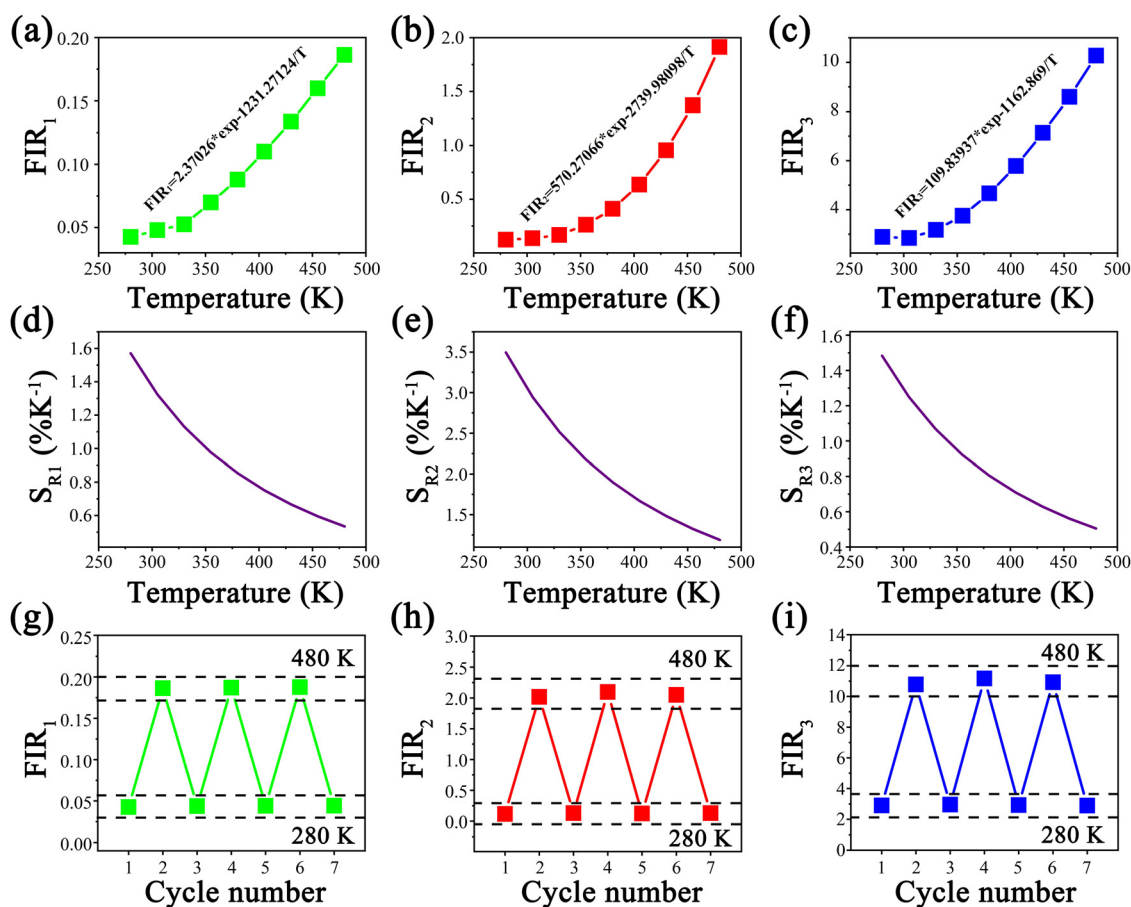 (a)
0.20
0.15
0.10
0.05
250 300 350 400 450 500
FIR₁
FIR₁=2.37026*exp-1231.27124/T
Temperature (K)
(b)
2.0
1.5
1.0
0.5
250 300 350 400 450 500
FIR₂
FIR₂=570.27066*exp-2739.98098/T
Temperature (K)
(c)
10
8
6
4
250 300 350 400 450 500
FIR₃
FIR₃=109.83937*exp-1162.869/T
Temperature (K)
(d)
1.6
1.4
1.2
1.0
0.8
0.6
250 300 350 400 450 500
S_R1 (%K⁻¹)
Temperature (K)
(e)
3.5
3.0
2.5
2.0
1.5
250 300 350 400 450 500
S_R2 (%K⁻¹)
Temperature (K)
(f)
1.6
1.4
1.2
1.0
0.8
0.6
0.4
250 300 350 400 450 500
S_R3 (%K⁻¹)
Temperature (K)
(g)
0.25
0.20
0.15
0.10
0.05
0.00
480 K
280 K
1 2 3 4 5 6 7
FIR₁
Cycle number
(h)
3.0
2.5
2.0
1.5
1.0
0.5
0.0
480 K
280 K
1 2 3 4 5 6 7
FIR₂
Cycle number
(i)
14
12
10
8
6
4
2
0
480 K
280 K
1 2 3 4 5 6 7
FIR₃
Cycle number